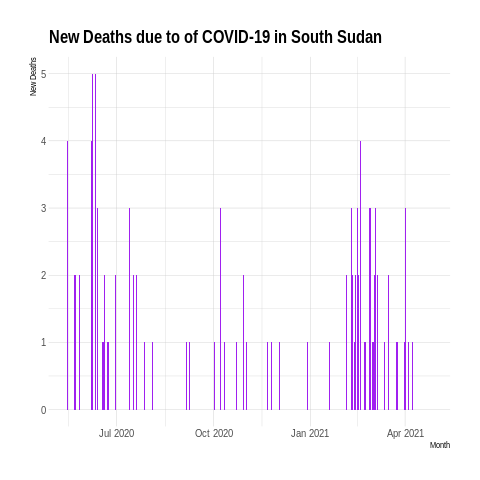 New Deaths due to of COVID-19 in South Sudan
New Deaths
5
4
3
2
1
0
Jul 2020 Oct 2020 Jan 2021 Apr 2021
Month